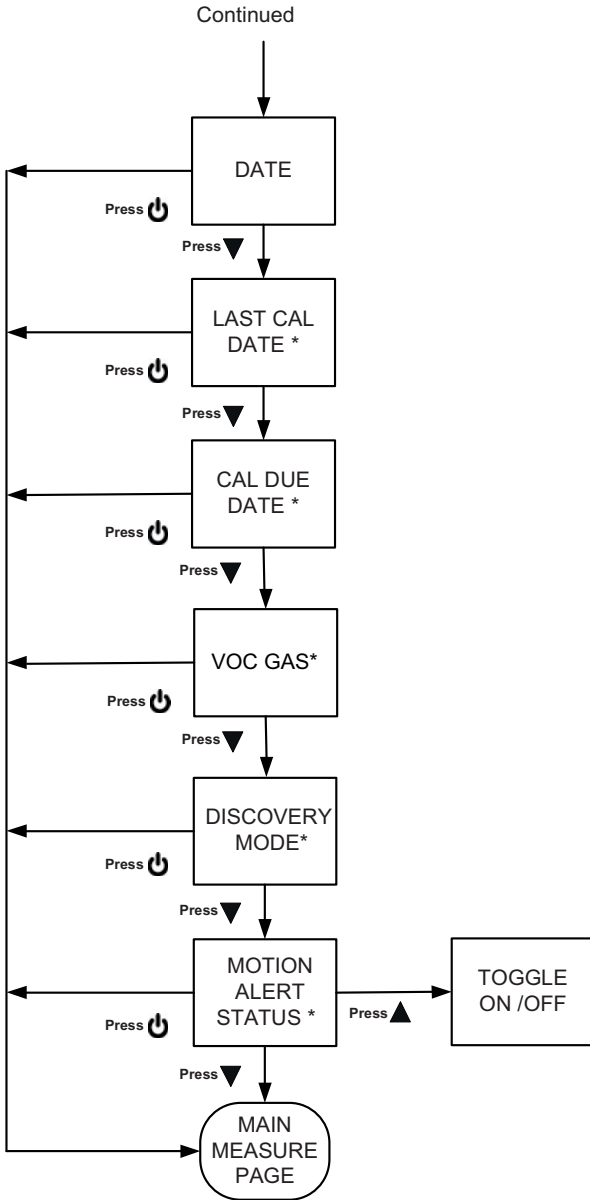 Continued
DATE
Press
Press
LAST CAL
DATE *
Press
Press
CAL DUE
DATE *
Press
Press
VOC GAS*
Press
Press
DISCOVERY
MODE*
Press
Press
MOTION
ALERT
STATUS *
Press
Press
TOGGLE
ON /OFF
Press
MAIN
MEASURE
PAGE